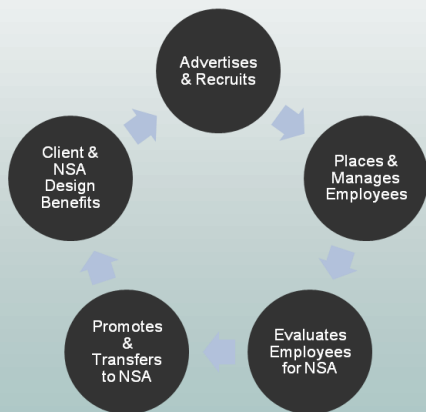 Advertises
& Recruits
Places &
Manages
Employees
Evaluates
Employees
for NSA
Promotes
&
Transfers
to NSA
Client &
NSA
Design
Benefits